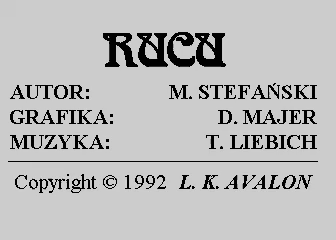 RUCU
AUTOR: M. STEFAŃSKI
GRAFIKA: D. MAJER
MUZYKA: T. LIEBICH
Copyright © 1992 L. K. AVALON